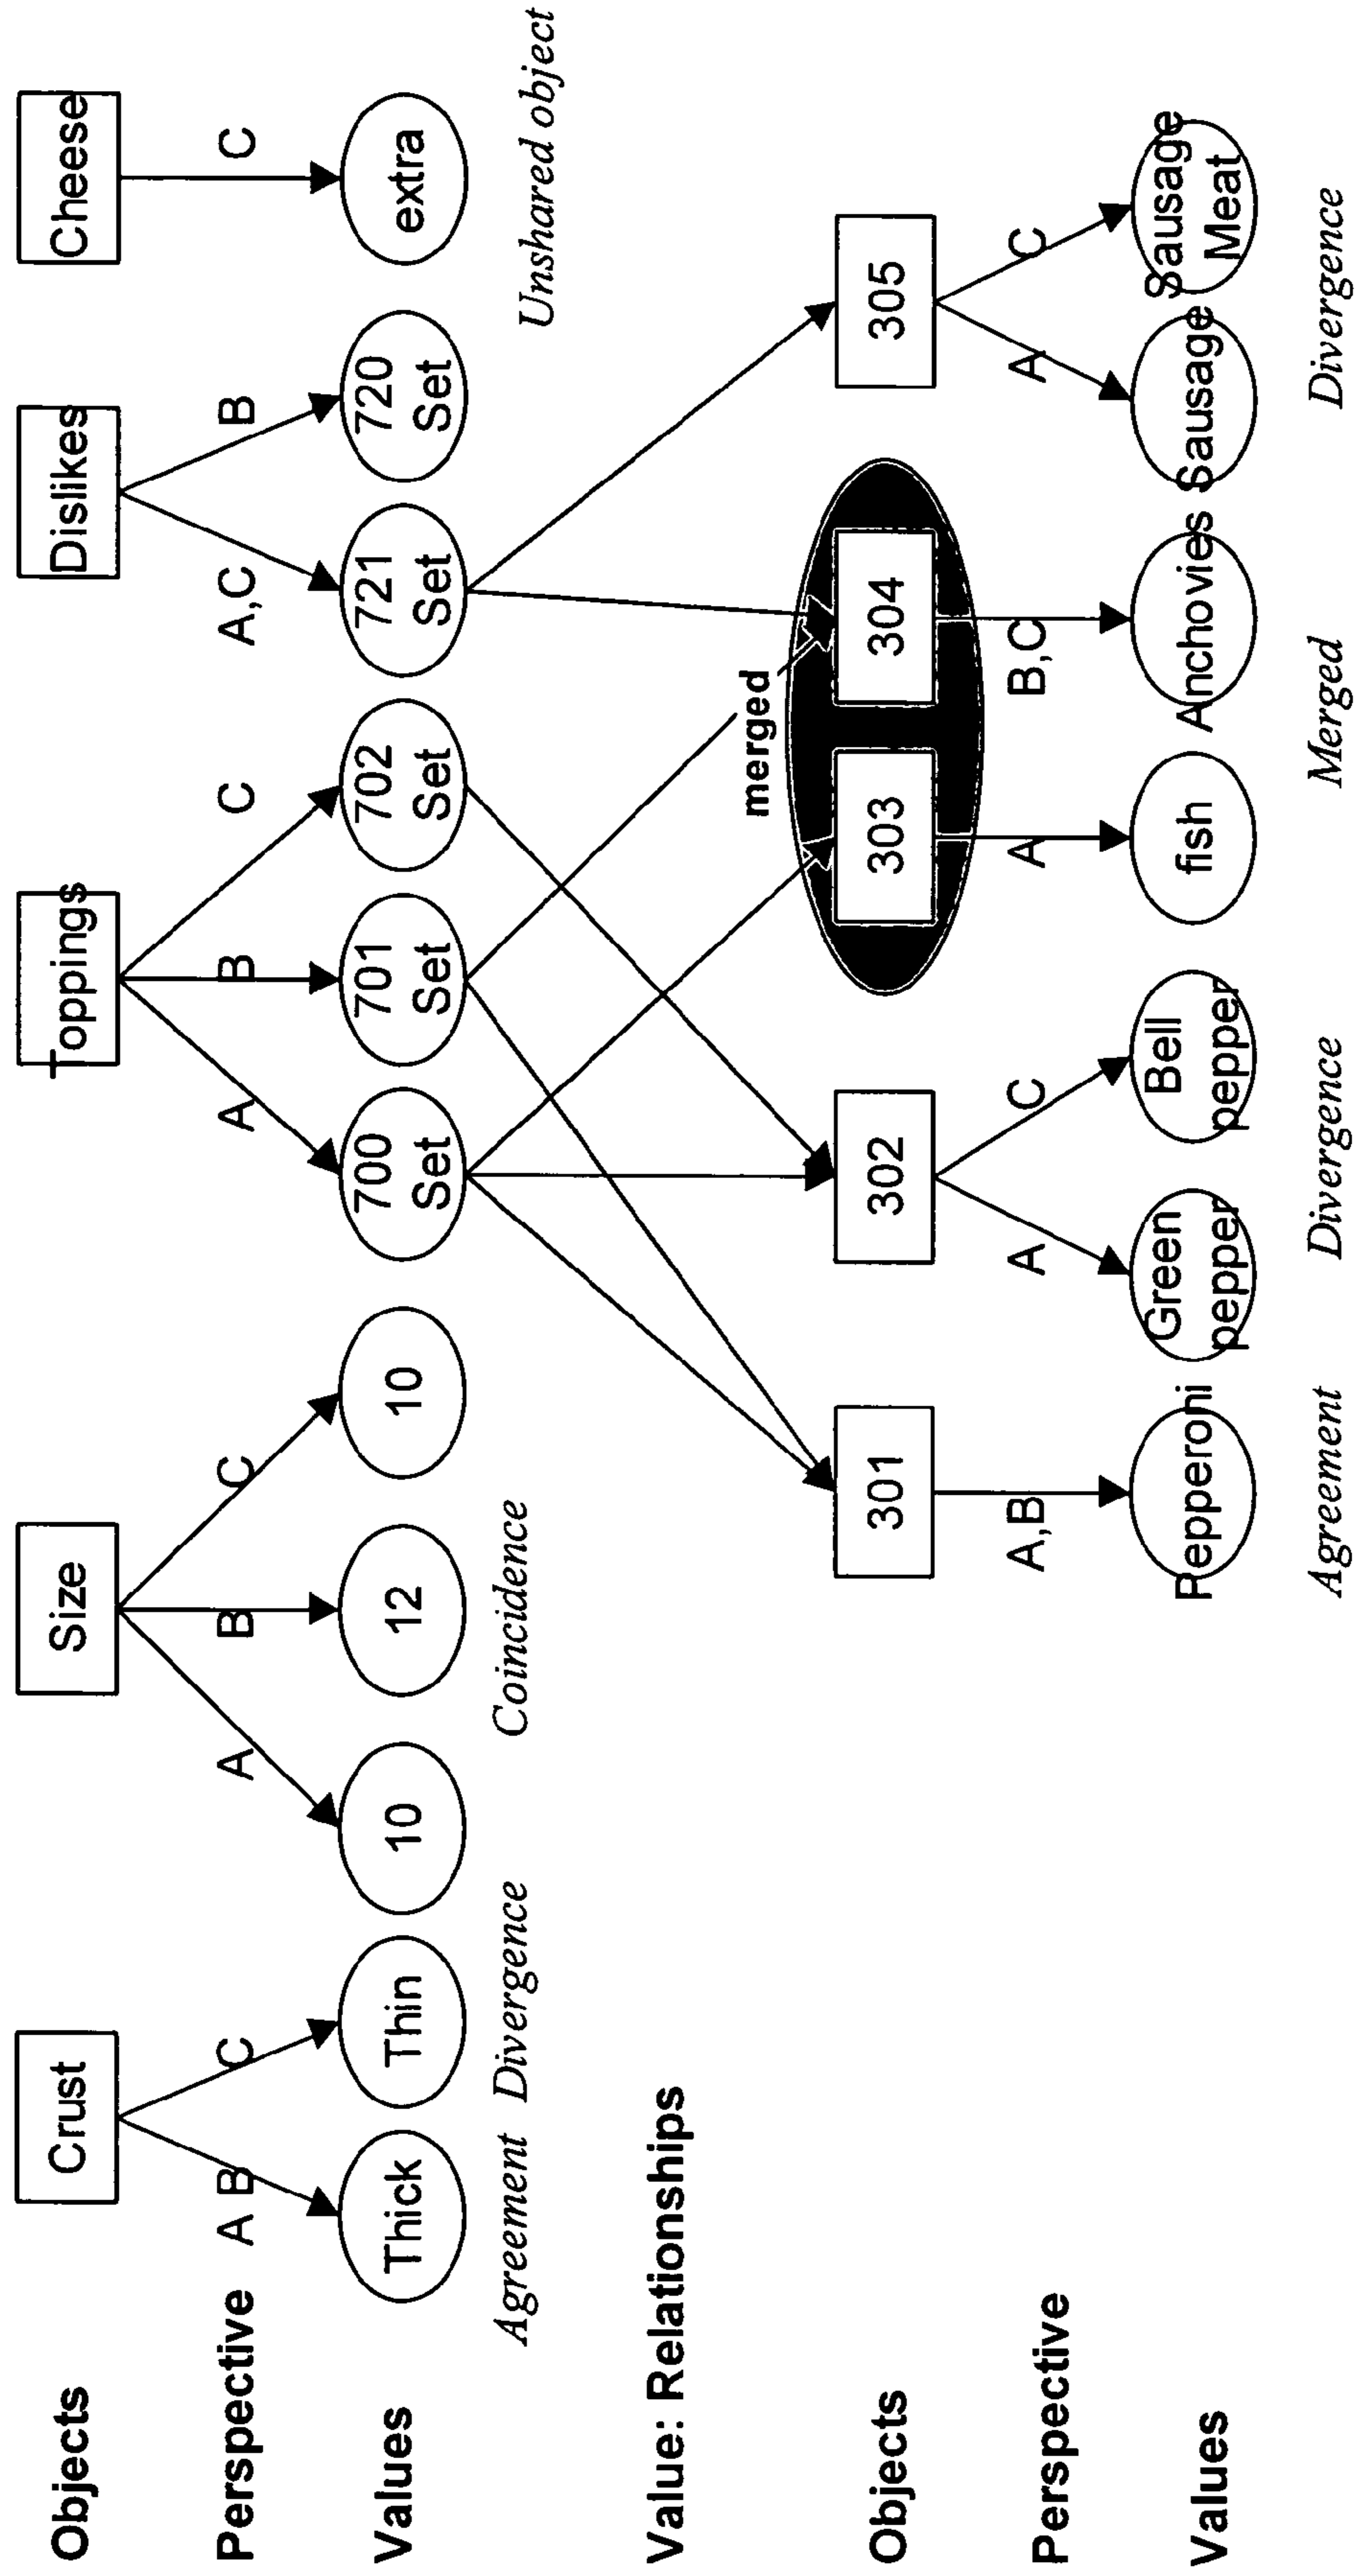 Objects
Crust
Size
Toppings
Dislikes
Cheese
Perspective
A B
C
A
B
C
A
B
C
A,C
B
C
Values
Thick
Thin
10
12
10
700
Set
701
Set
702
Set
721
Set
720
Set
extra
Agreement
Divergence
Coincidence
Unshared object
Value: Relationships
merged
Objects
301
302
303
304
305
Perspective
A,B
A
C
A
B,C
A
C
Values
Pepperoni
Green
pepper
Bell
pepper
fish
Anchovies
Sausage
Sausage
Meat
Agreement
Divergence
Merged
Divergence